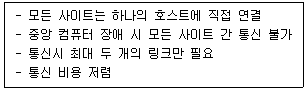 - 모든 사이트는 하나의 호스트에 직접 연결
- 중앙 컴퓨터 장애 시 모든 사이트 간 통신 불가
- 통신시 최대 두 개의 링크만 필요
- 통신 비용 저렴